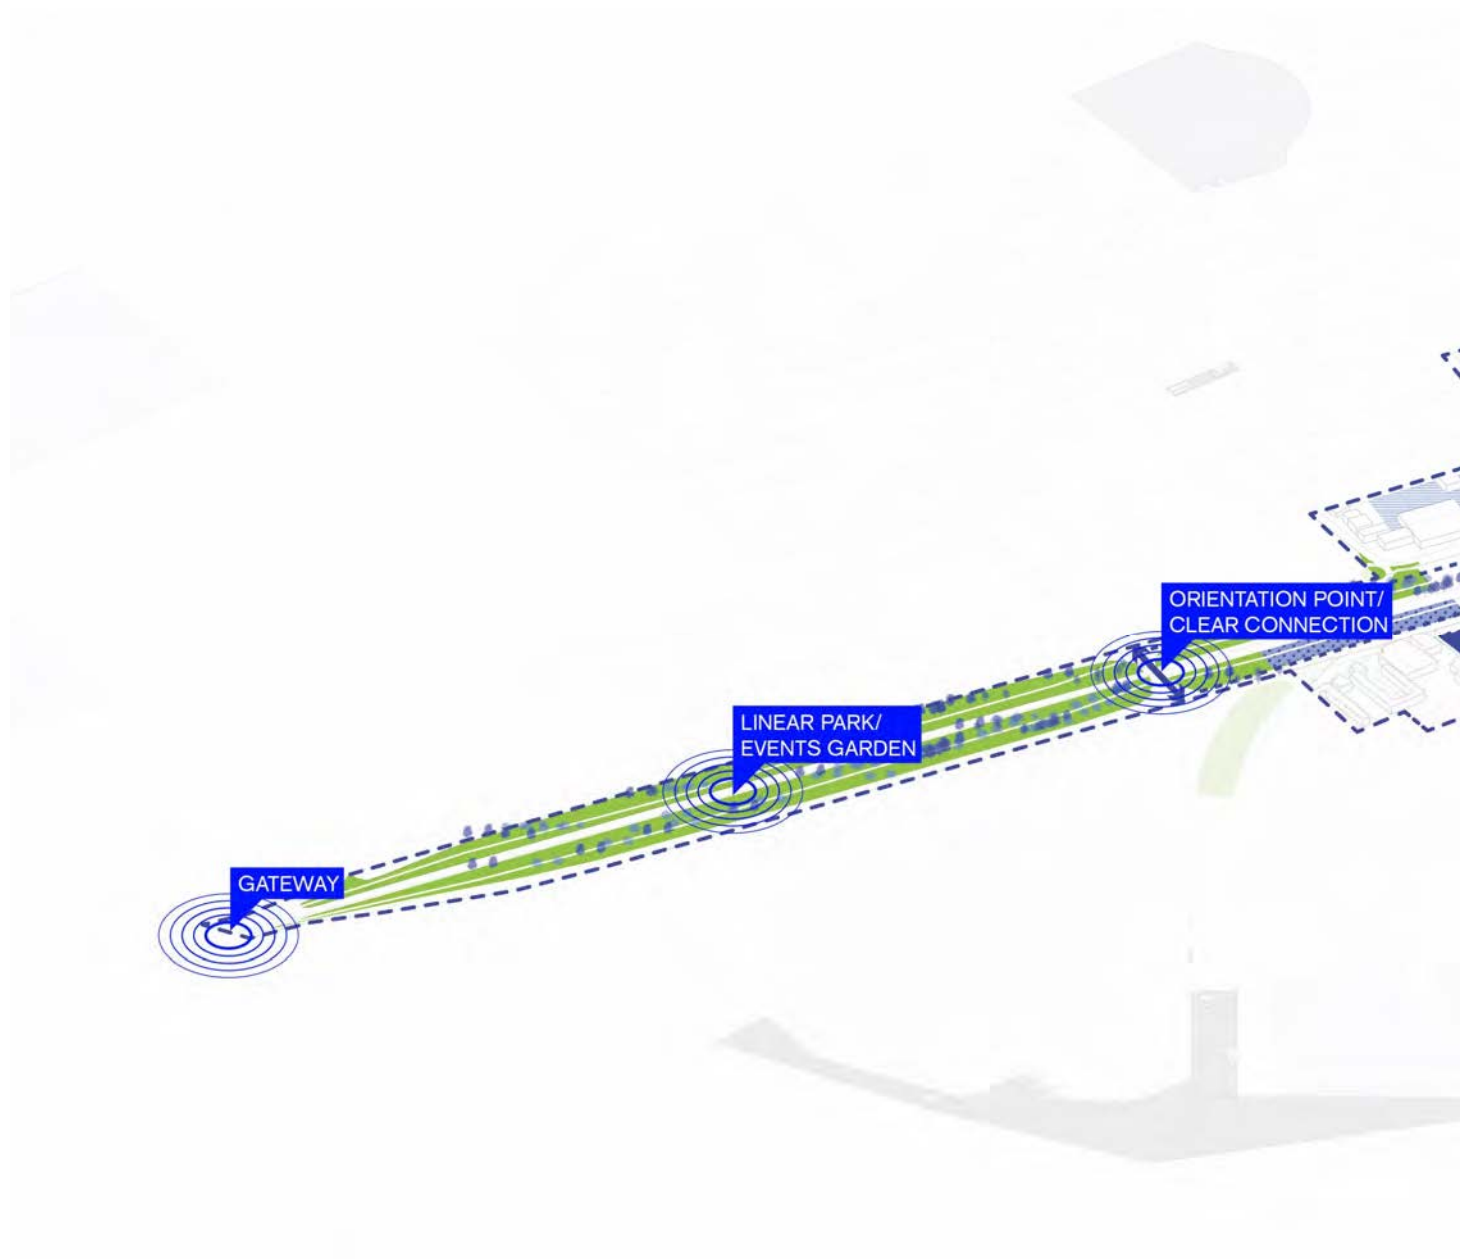 ORIENTATION POINT/
CLEAR CONNECTION
LINEAR PARK/
EVENTS GARDEN
GATEWAY